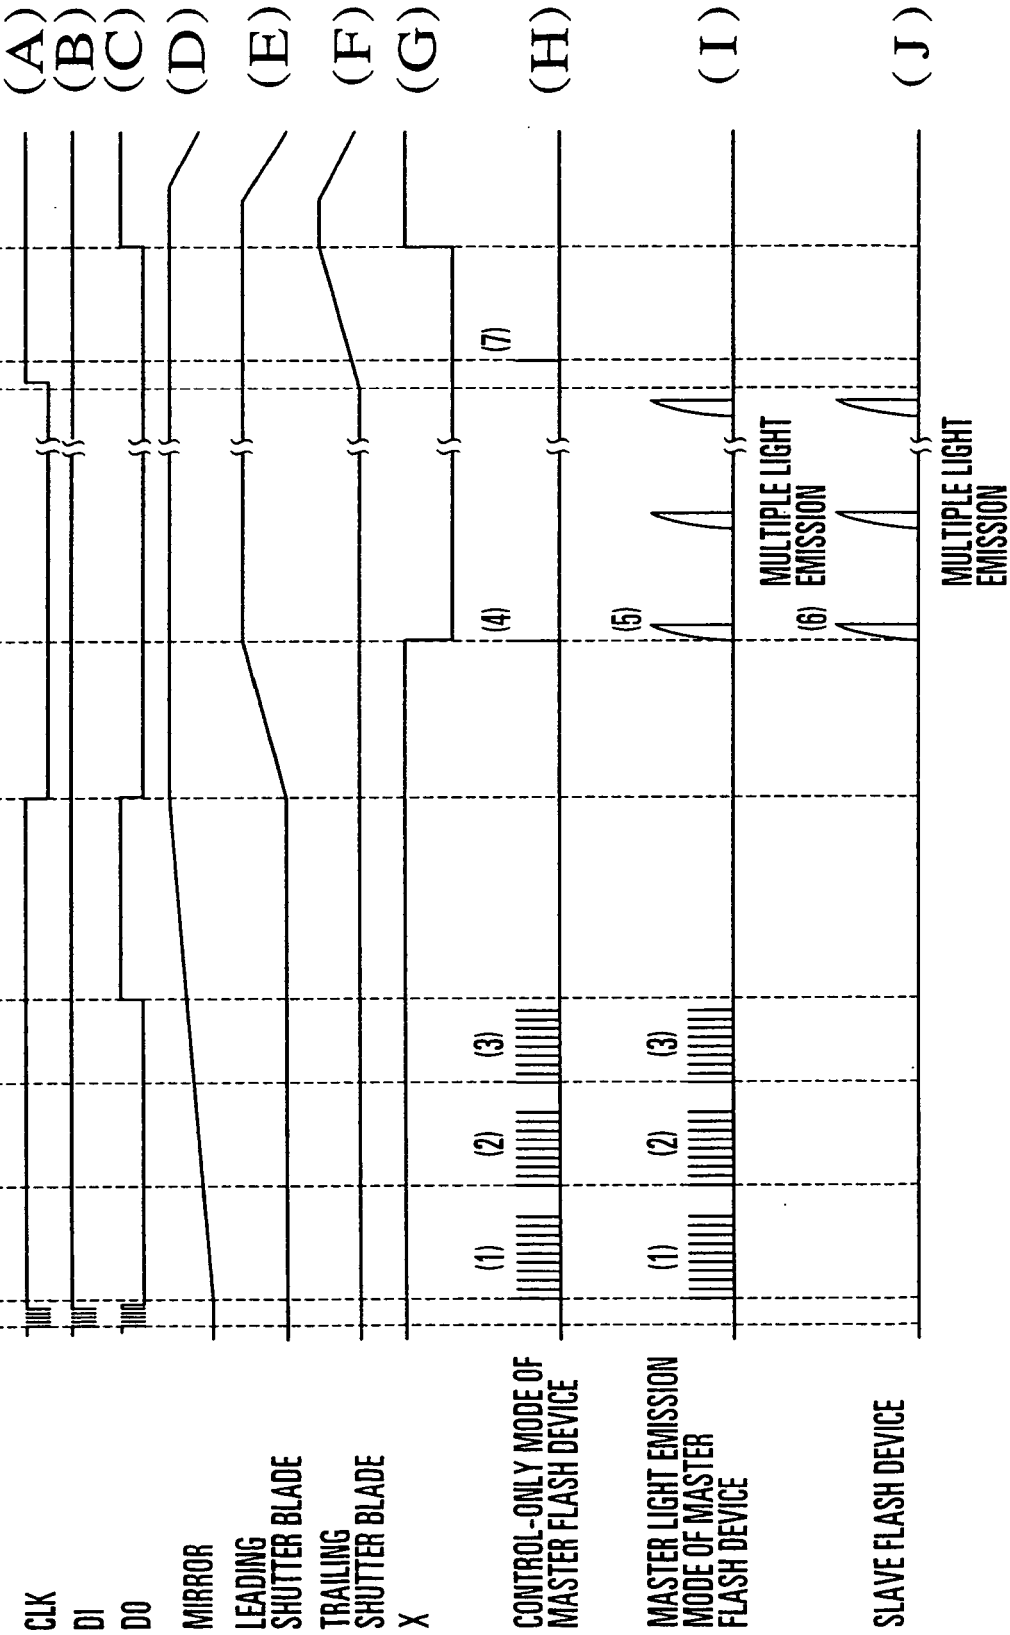 CLK
(A)
DI
(B)
DO
(C)
MIRROR
(D)
LEADING
SHUTTER BLADE
(E)
TRAILING
SHUTTER BLADE
(F)
X
(G)
CONTROL-ONLY MODE OF
MASTER FLASH DEVICE
(1)
(2)
(3)
(4)
(7)
(H)
MASTER LIGHT EMISSION
MODE OF MASTER
FLASH DEVICE
(1)
(2)
(3)
(5)
MULTIPLE LIGHT
EMISSION
(I)
SLAVE FLASH DEVICE
(6)
MULTIPLE LIGHT
EMISSION
(J)